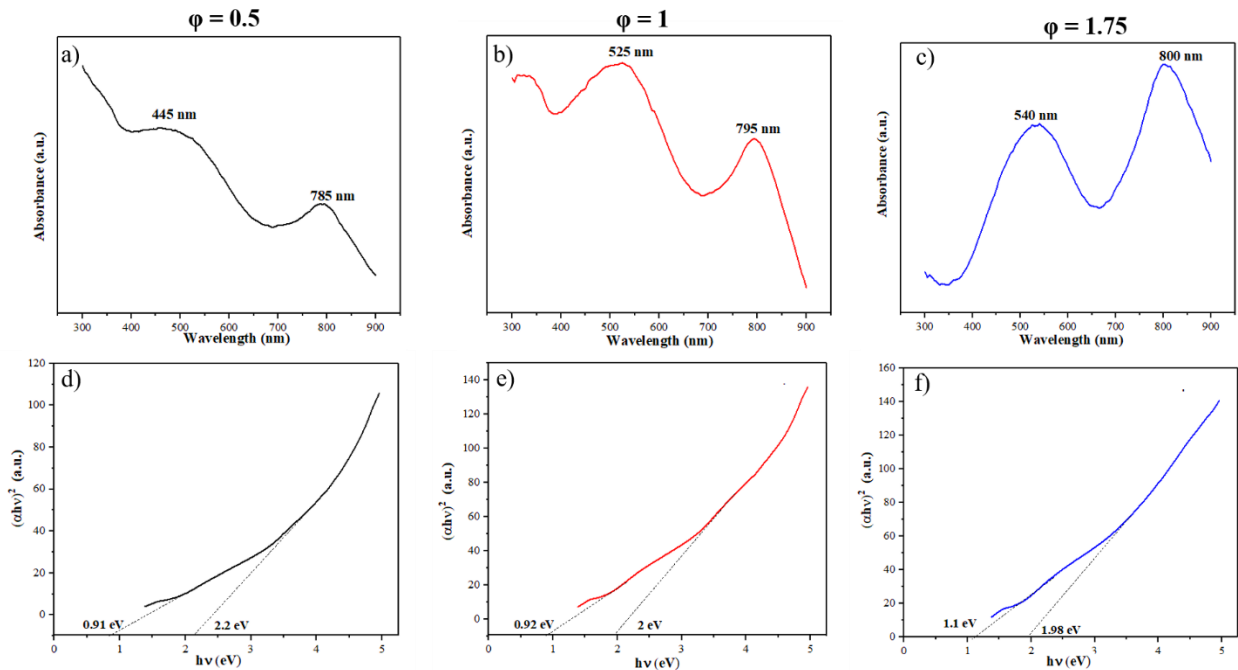 φ = 0.5
φ = 1
φ = 1.75
a)
445 nm
785 nm
Absorbance (a.u.)
300 400 500 600 700 800 900
Wavelength (nm)
b)
525 nm
795 nm
Absorbance (a.u.)
300 400 500 600 700 800 900
Wavelength (nm)
c)
540 nm
800 nm
Absorbance (a.u.)
300 400 500 600 700 800 900
Wavelength (nm)
d)
120
100
80
60
40
20
0
(αhν)² (a.u.)
0.91 eV
2.2 eV
0 1 2 3 4 5
hν (eV)
e)
140
120
100
80
60
40
20
0
(αhν)² (a.u.)
0.92 eV
2 eV
0 1 2 3 4 5
hν (eV)
f)
160
140
120
100
80
60
40
20
0
(αhν)² (a.u.)
1.1 eV
1.98 eV
0 1 2 3 4 5
hν (eV)